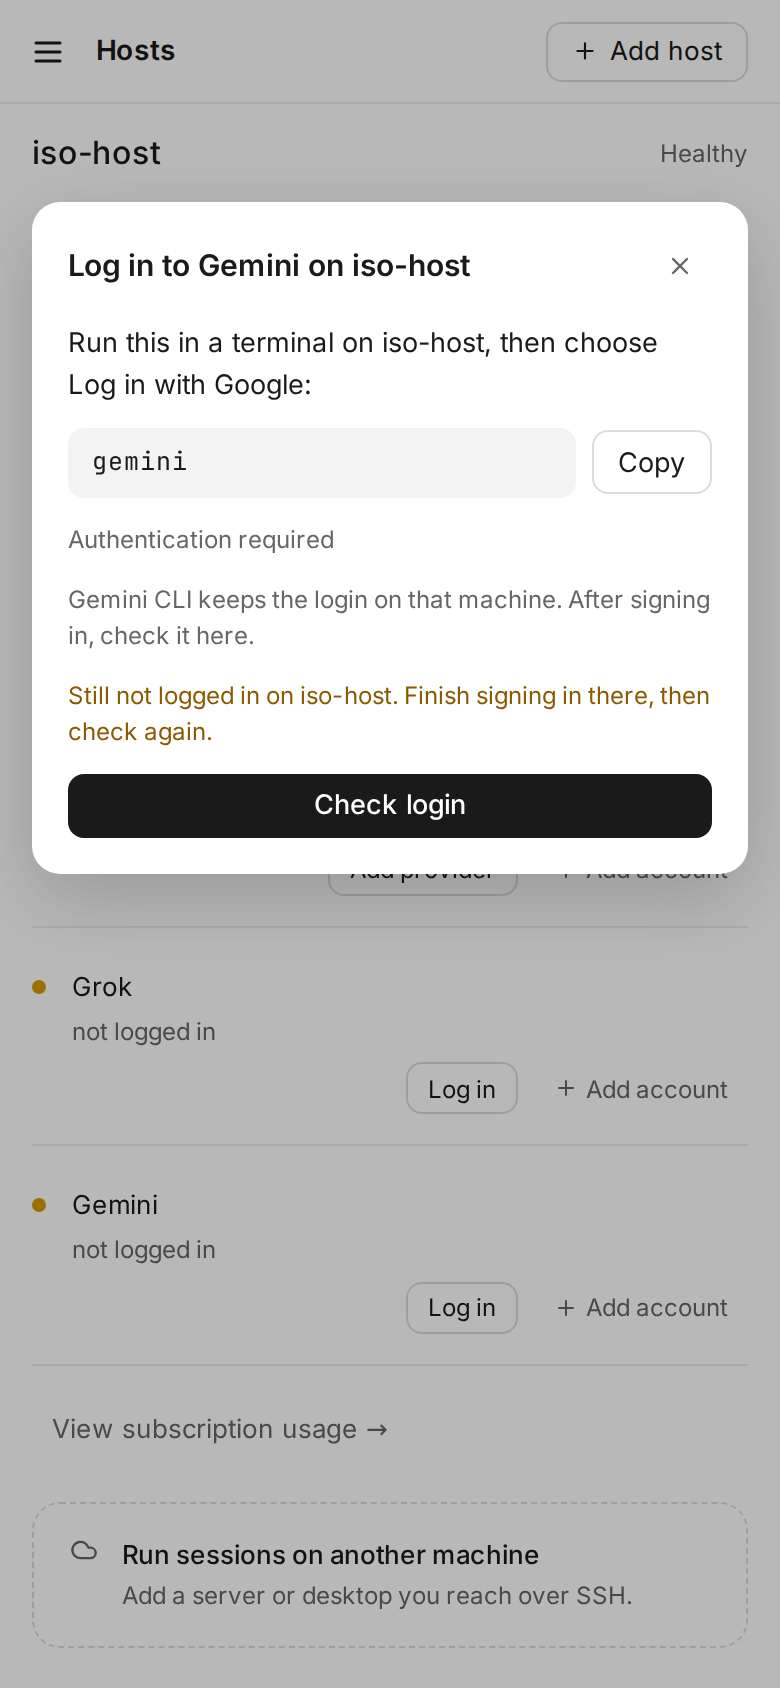 Hosts
+ Add host
iso-host
Healthy
Log in to Gemini on iso-host
Run this in a terminal on iso-host, then choose
Log in with Google:
gemini
Copy
Authentication required
Gemini CLI keeps the login on that machine. After signing
in, check it here.
Still not logged in on iso-host. Finish signing in there, then
check again.
Check login
Add provider
+ Add account
Grok
not logged in
Log in
+ Add account
Gemini
not logged in
Log in
+ Add account
View subscription usage →
Run sessions on another machine
Add a server or desktop you reach over SSH.